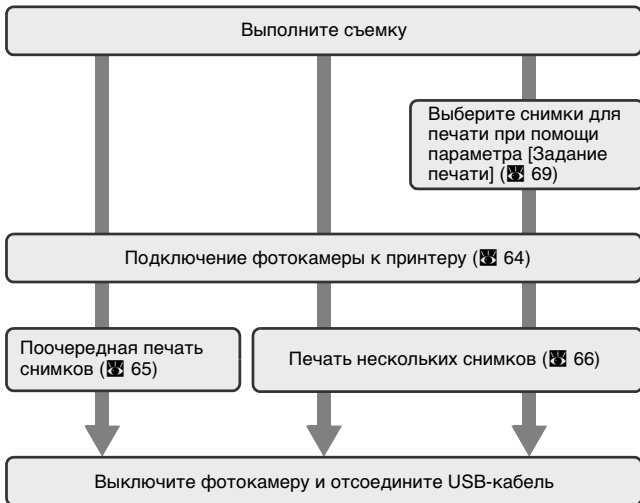 Выполните съемку
Выберите снимки для
печати при помощи
параметра [Задание
печати] (69)
Подключение фотокамеры к принтеру (64)
Поочередная печать
снимков (65)
Печать нескольких снимков (66)
Выключите фотокамеру и отсоедините USB-кабель